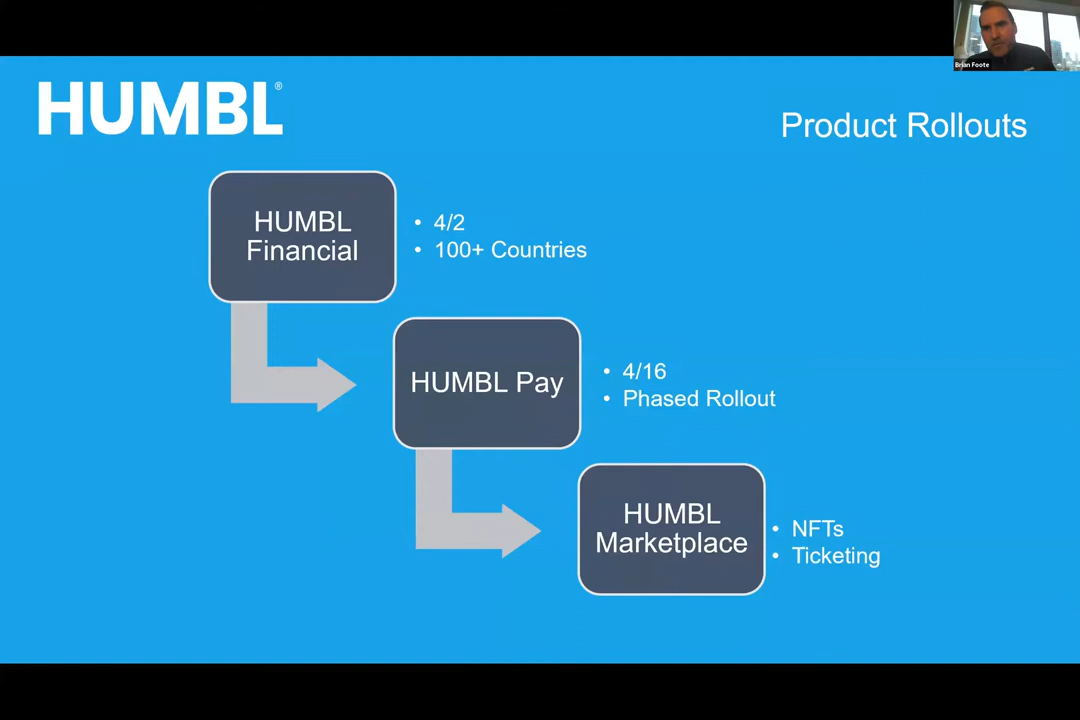 Brian Foote
HUMBL®
Product Rollouts
HUMBL
Financial
• 4/2
• 100+ Countries
HUMBL Pay
• 4/16
• Phased Rollout
HUMBL
Marketplace
• NFTs
• Ticketing